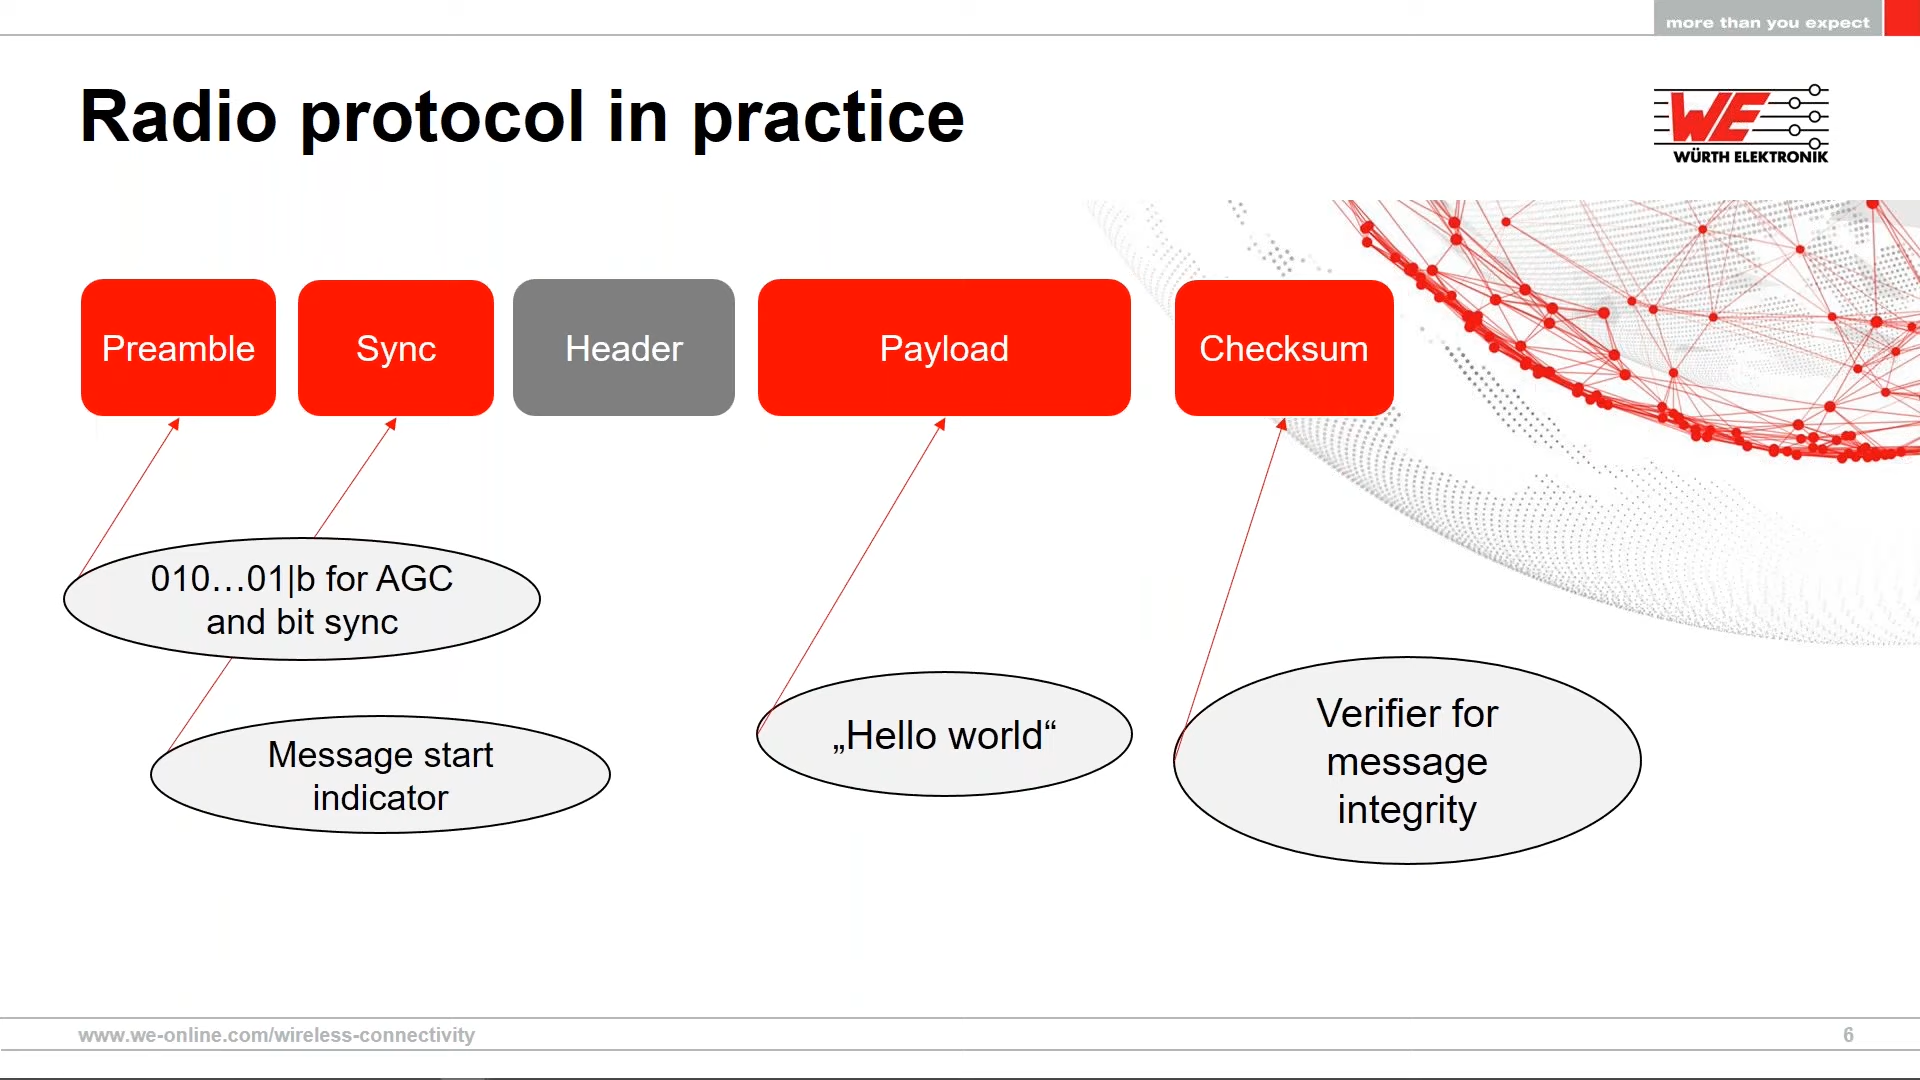 more than you expect
Radio protocol in practice
WE
WÜRTH ELEKTRONIK
Preamble
Sync
Header
Payload
Checksum
010…01|b for AGC
and bit sync
Message start
indicator
„Hello world“
Verifier for
message
integrity
www.we-online.com/wireless-connectivity
6